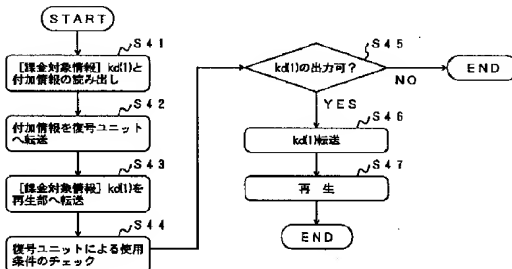 START
S41
[課金対象情報] kd(1)と
付加情報の読み出し
S42
付加情報を復号ユニット
へ転送
S43
[課金対象情報] kd(1)を
再生部へ転送
S44
復号ユニットによる使用
条件のチェック
S45
kd(1)の出力可?
NO
END
YES
S46
kd(1)転送
S47
再 生
END